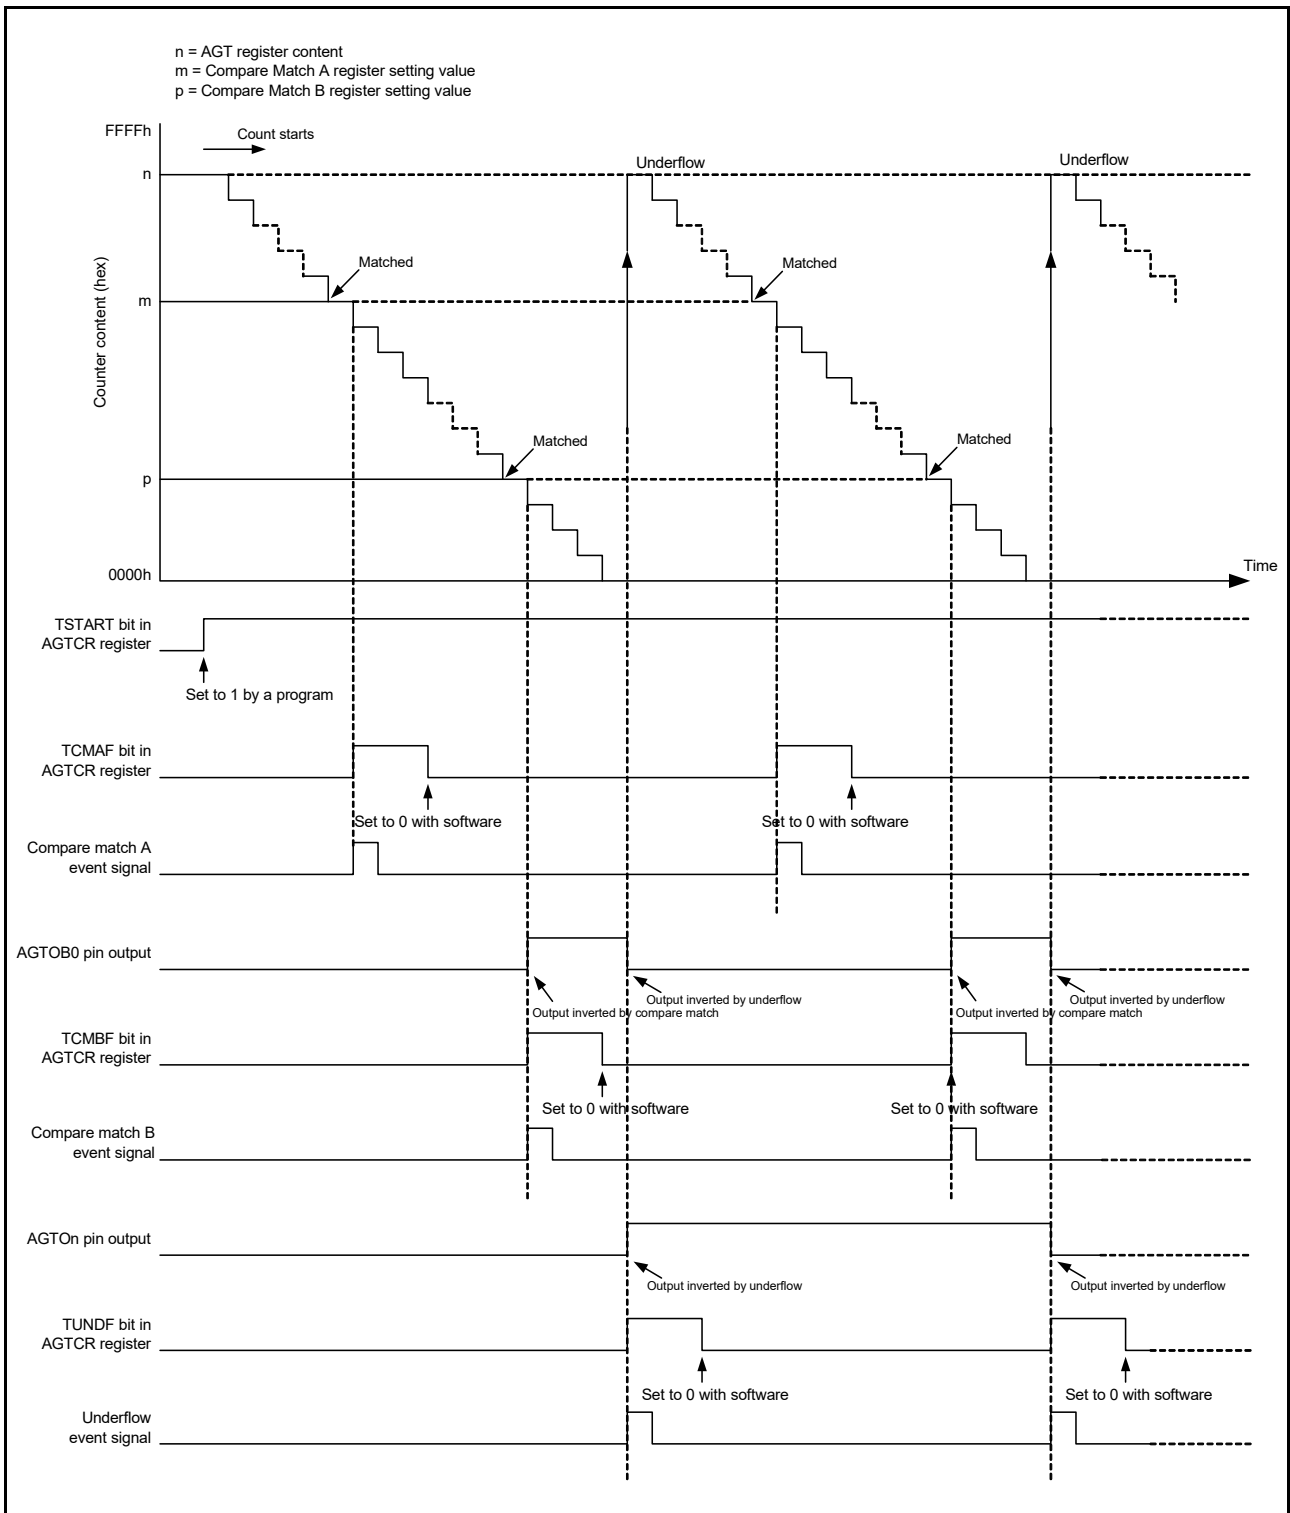 n = AGT register content
m = Compare Match A register setting value
p = Compare Match B register setting value
FFFFh
Count starts
n
Underflow
Underflow
Matched
Matched
Counter content (hex)
m
Matched
Matched
p
0000h
Time
TSTART bit in
AGTCR register
Set to 1 by a program
TCMAF bit in
AGTCR register
Set to 0 with software
Set to 0 with software
Compare match A
event signal
AGTOB0 pin output
Output inverted by underflow
Output inverted by compare match
Output inverted by underflow
Output inverted by compare match
TCMBF bit in
AGTCR register
Set to 0 with software
Set to 0 with software
Compare match B
event signal
AGTOn pin output
Output inverted by underflow
Output inverted by underflow
TUNDF bit in
AGTCR register
Set to 0 with software
Set to 0 with software
Underflow
event signal